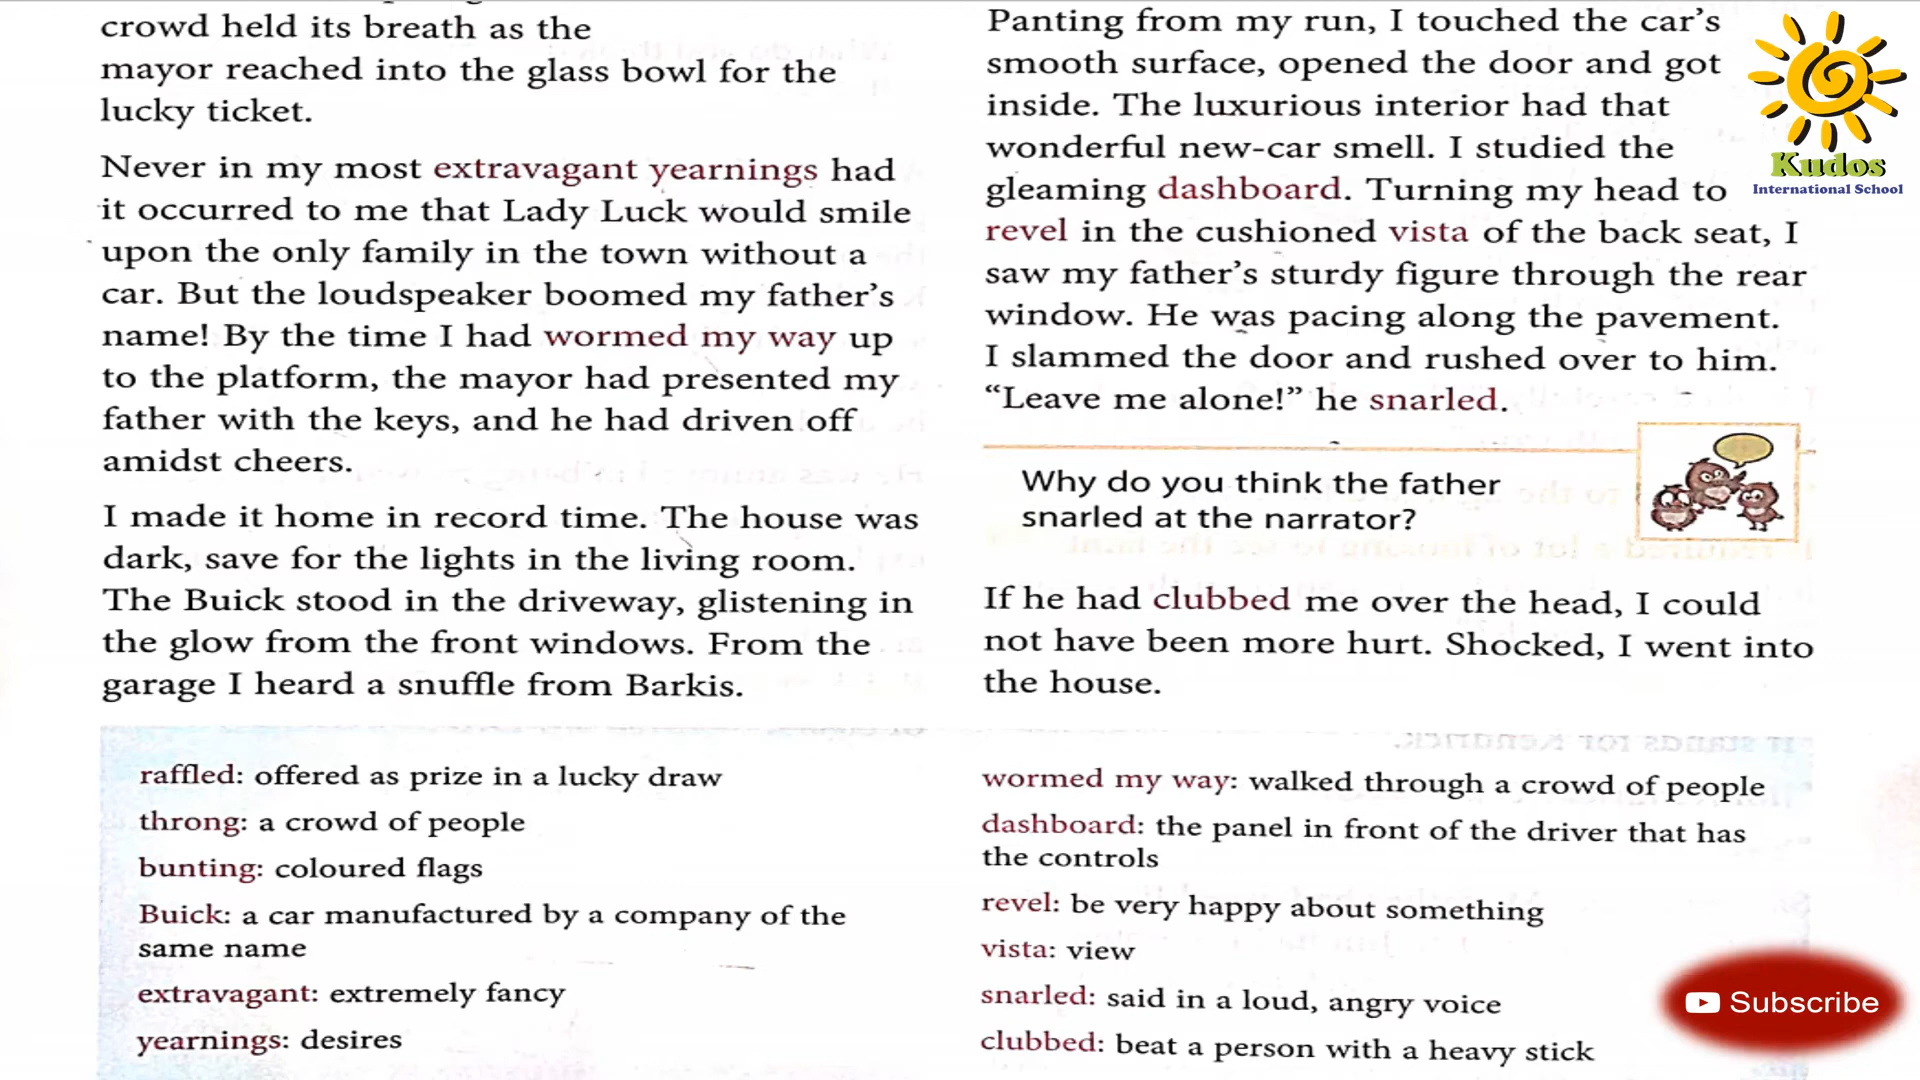 crowd held its breath as the
mayor reached into the glass bowl for the
lucky ticket.
Never in my most extravagant yearnings had
it occurred to me that Lady Luck would smile
upon the only family in the town without a
car. But the loudspeaker boomed my father's
name! By the time I had wormed my way up
to the platform, the mayor had presented my
father with the keys, and he had driven off
amidst cheers.
I made it home in record time. The house was
dark, save for the lights in the living room.
The Buick stood in the driveway, glistening in
the glow from the front windows. From the
garage I heard a snuffle from Barkis.
Panting from my run, I touched the car's
smooth surface, opened the door and got
inside. The luxurious interior had that
wonderful new-car smell. I studied the
gleaming dashboard. Turning my head to
revel in the cushioned vista of the back seat, I
saw my father's sturdy figure through the rear
window. He was pacing along the pavement.
I slammed the door and rushed over to him.
“Leave me alone!” he snarled.
Why do you think the father
snarled at the narrator?
If he had clubbed me over the head, I could
not have been more hurt. Shocked, I went into
the house.
raffled: offered as prize in a lucky draw
throng: a crowd of people
bunting: coloured flags
Buick: a car manufactured by a company of the
same name
extravagant: extremely fancy
yearnings: desires
wormed my way: walked through a crowd of people
dashboard: the panel in front of the driver that has
the controls
revel: be very happy about something
vista: view
snarled: said in a loud, angry voice
clubbed: beat a person with a heavy stick
Kudos
International School
Subscribe